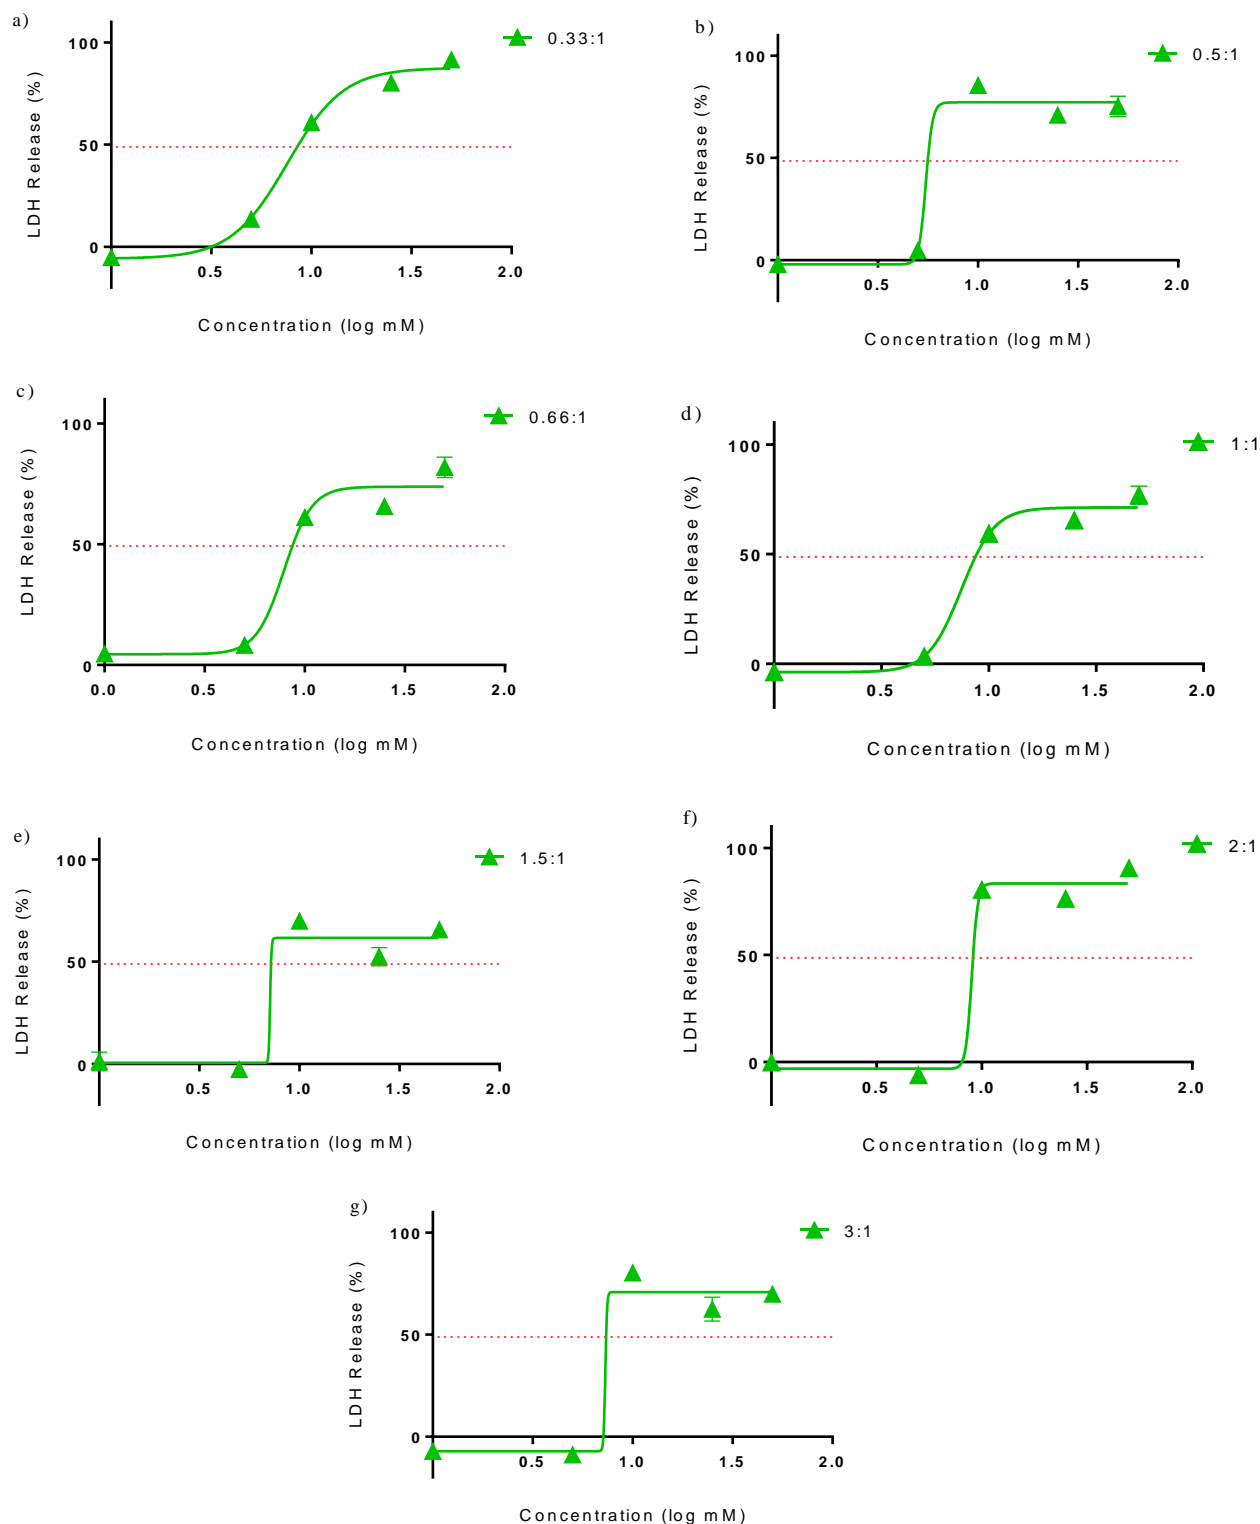 a)
0.33:1
LDH Release (%)
100
50
0
0.5 1.0 1.5 2.0
Concentration (log mM)
b)
0.5:1
LDH Release (%)
100
50
0
0.5 1.0 1.5 2.0
Concentration (log mM)
c)
0.66:1
LDH Release (%)
100
50
0
0.0 0.5 1.0 1.5 2.0
Concentration (log mM)
d)
1:1
LDH Release (%)
100
50
0
0.5 1.0 1.5 2.0
Concentration (log mM)
e)
1.5:1
LDH Release (%)
100
50
0
0.5 1.0 1.5 2.0
Concentration (log mM)
f)
2:1
LDH Release (%)
100
50
0
0.5 1.0 1.5 2.0
Concentration (log mM)
g)
3:1
LDH Release (%)
100
50
0
0.5 1.0 1.5 2.0
Concentration (log mM)